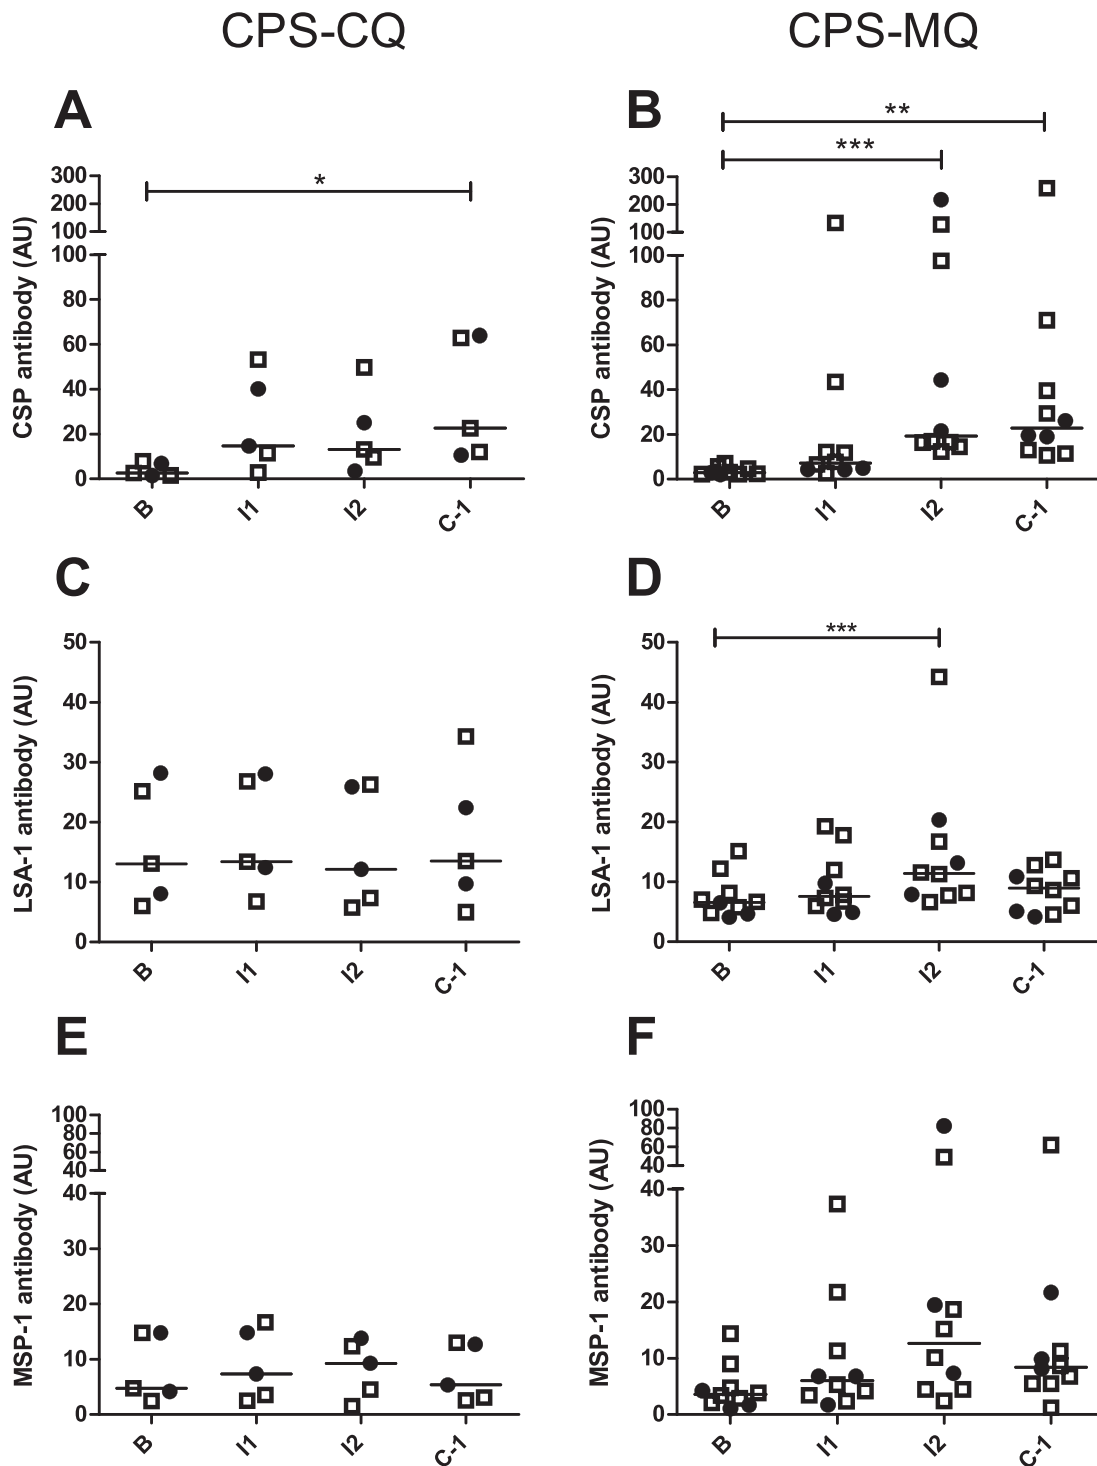 CPS-CQ CPS-MQ
A B
**
***
*
300 200 100 100 80 60 40 20 0
CSP antibody (AU)
B I1 I2 C-1
300 200 100 100 80 60 40 20 0
CSP antibody (AU)
B I1 I2 C-1
C D
***
50 40 30 20 10 0
LSA-1 antibody (AU)
B I1 I2 C-1
50 40 30 20 10 0
LSA-1 antibody (AU)
B I1 I2 C-1
E F
100 80 60 40 40 30 20 10 0
MSP-1 antibody (AU)
B I1 I2 C-1
100 80 60 40 40 30 20 10 0
MSP-1 antibody (AU)
B I1 I2 C-1